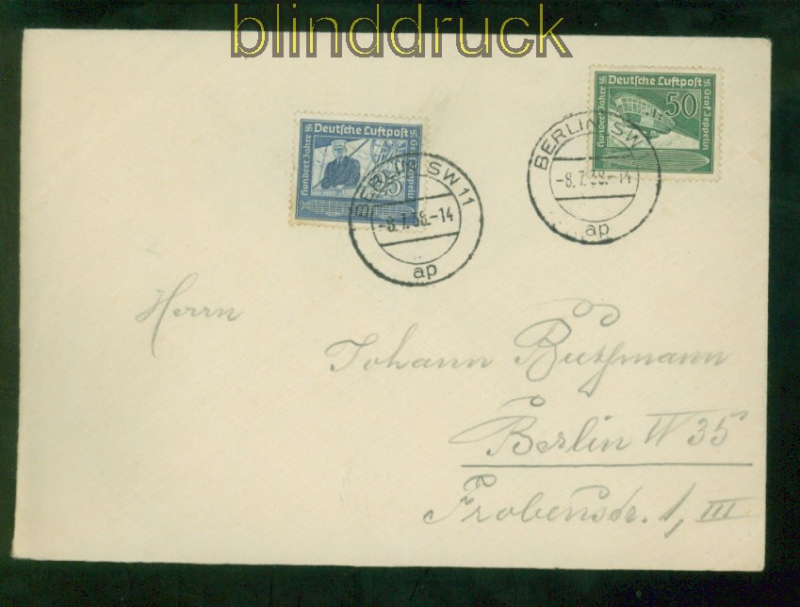 blinddruck
Deutsche Luftpost
Hundert Jahre
Graf Zeppelin
50
Deutsche Luftpost
Hundert Jahre
Graf Zeppelin
25
BERLIN SW
-8.7.38.-14
ap
BERLIN SW 11
-8.7.38.-14
ap
Herrn
Johann
Berlin W 35
Frobenstr. 1, III